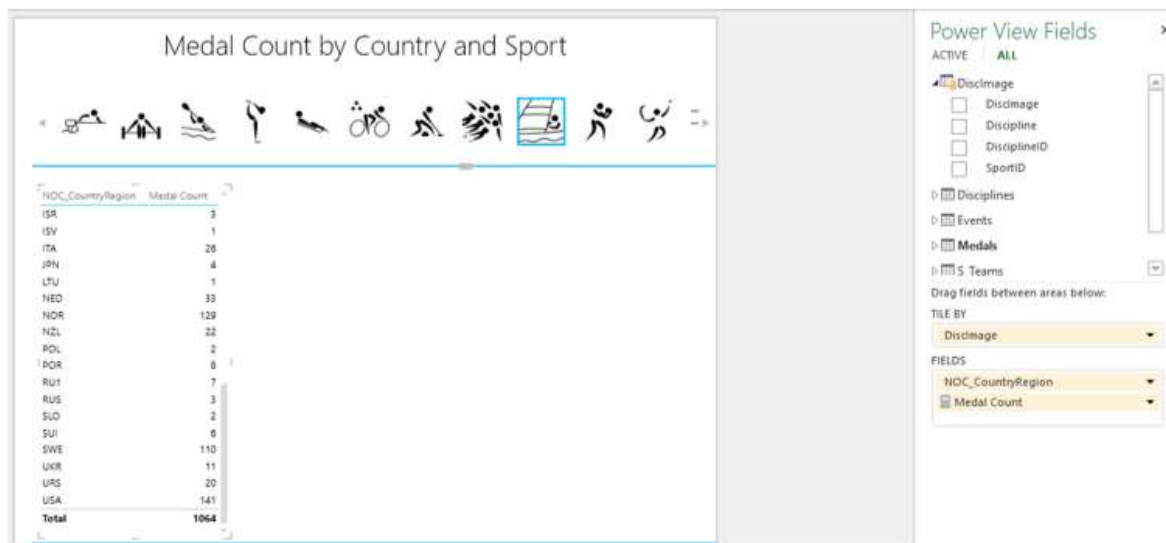 Medal Count by Country and Sport
NOC_CountryRegion Medal Count
ISR 3
ISV 1
ITA 26
JPN 4
LTU 1
NED 33
NOR 129
NZL 22
POL 2
POR 6
RU1 7
RUS 3
SLO 2
SUI 6
SWE 110
UKR 11
URS 20
USA 141
Total 1064
Power View Fields
ACTIVE ALL
DiscImage
DiscImage
Discipline
DisciplineID
SportID
Disciplines
Events
Medals
S_Teams
Drag fields between areas below:
TILE BY
DiscImage
FIELDS
NOC_CountryRegion
Medal Count